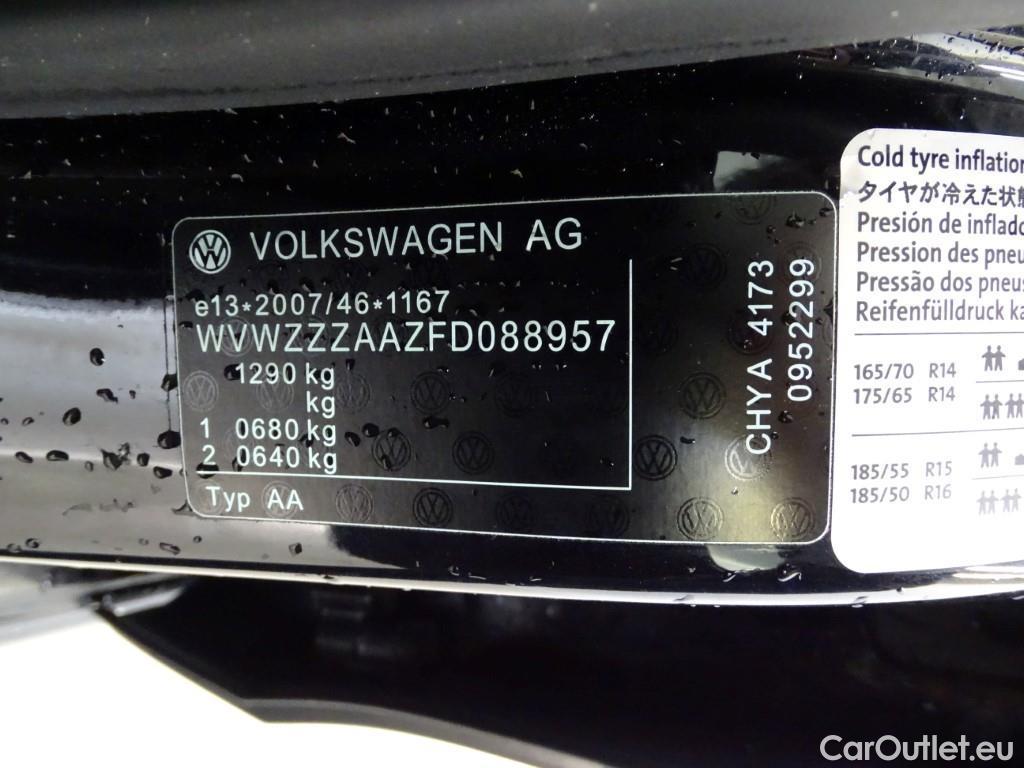 VOLKSWAGEN AG
e13*2007/46*1167
WVWZZZAAZFD088957
1290 kg
kg
1 0680 kg
2 0640 kg
Typ AA
CHYA 4173
0952299
Cold tyre inflation
タイヤが冷えた状態
Presión de inflado
Pression des pneu
Pressão dos pneus
Reifenfülldruck ka
165/70 R14
175/65 R14
185/55 R15
185/50 R16
CarOutlet.eu